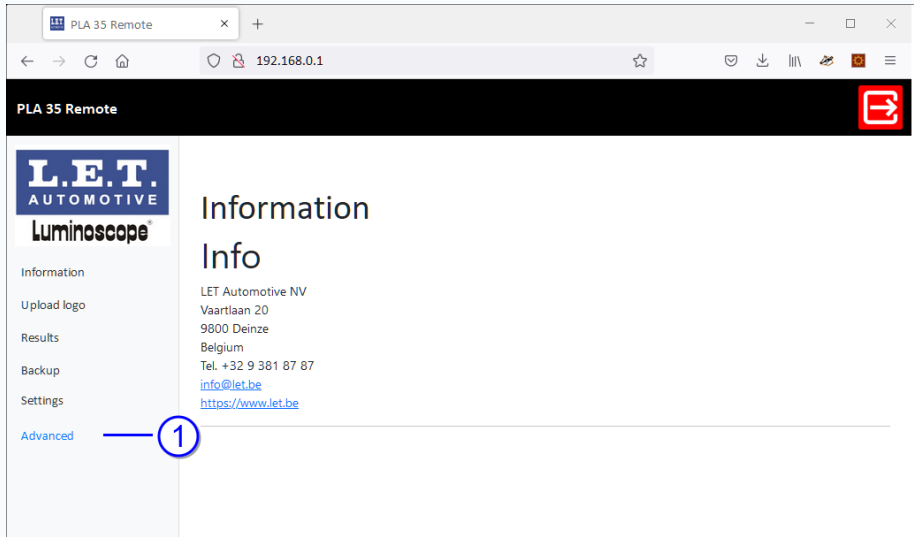 PLA 35 Remote
192.168.0.1
PLA 35 Remote
L.E.T.
AUTOMOTIVE
Luminoscope®
Information
Upload logo
Results
Backup
Settings
Advanced
1
Information
Info
LET Automotive NV
Vaartlaan 20
9800 Deinze
Belgium
Tel. +32 9 381 87 87
info@let.be
https://www.let.be